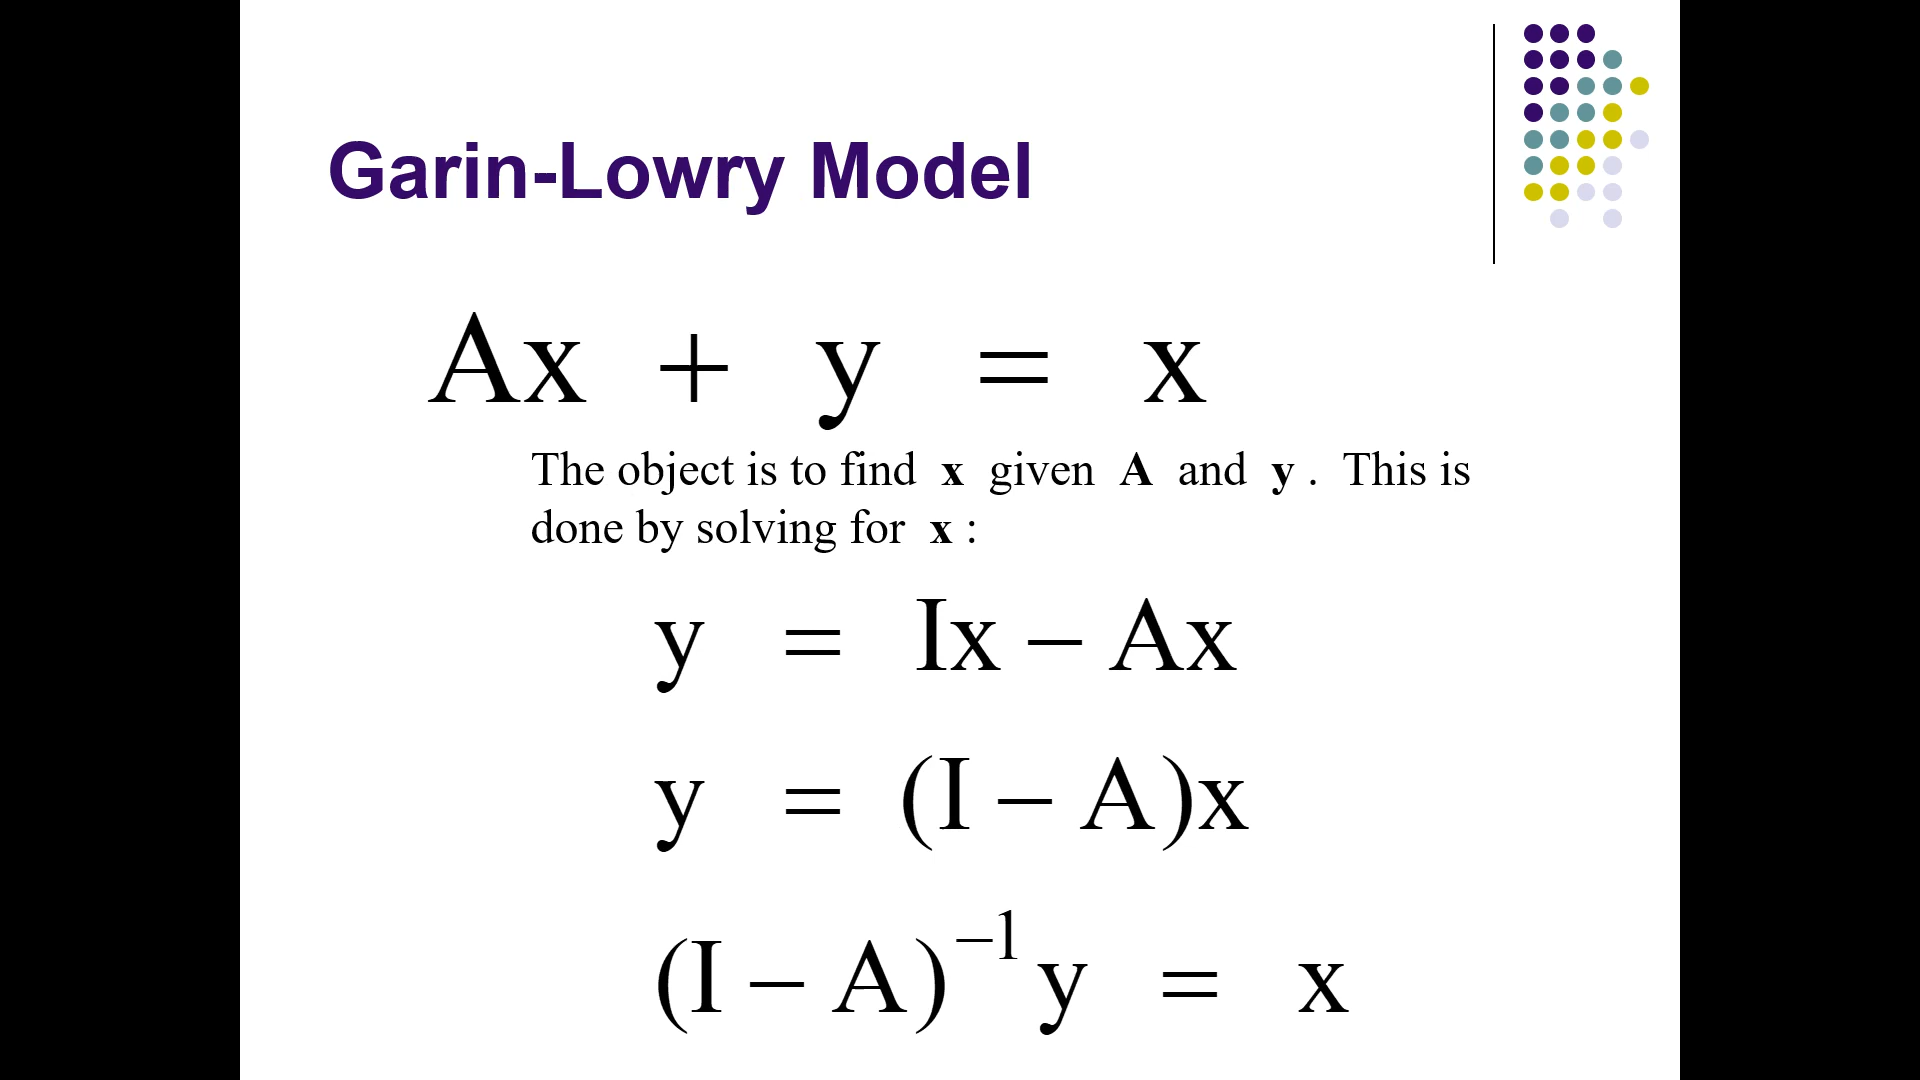 Garin-Lowry Model
Ax + y = x
The object is to find x given A and y . This is
done by solving for x :
y = Ix – Ax
y = (I – A)x
(I – A)⁻¹ y = x